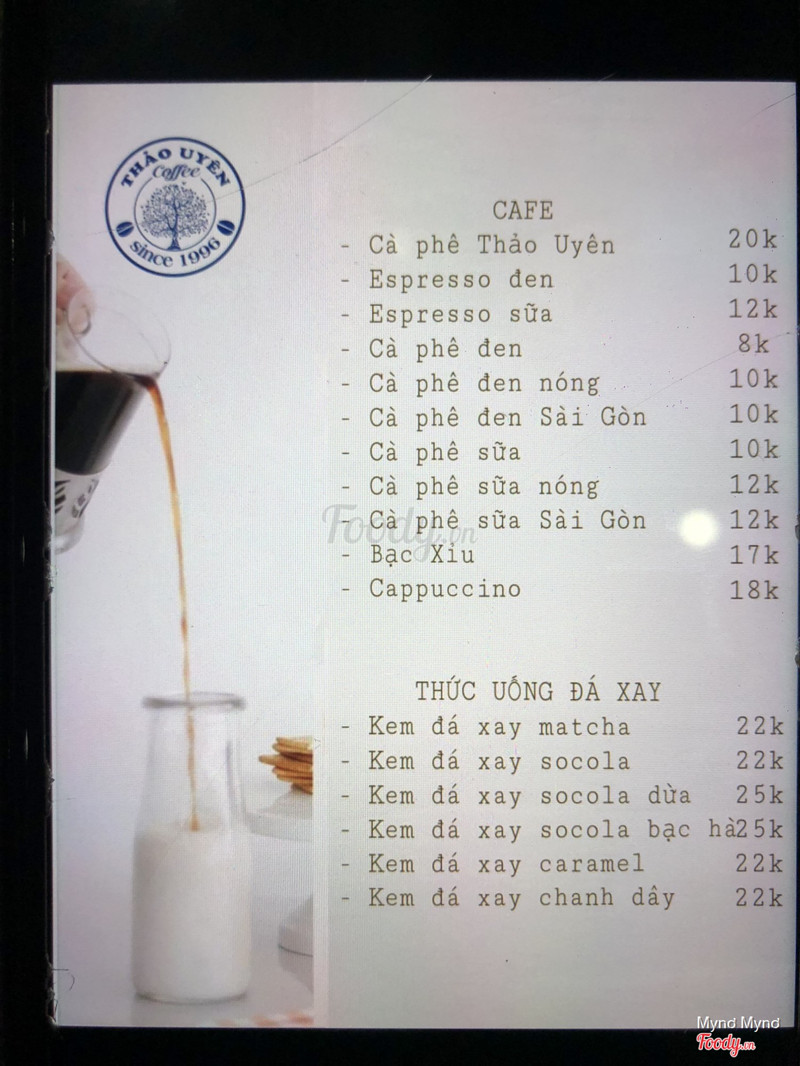 THẢO UYÊN
Coffee
since 1996
CAFE
- Cà phê Thảo Uyên 20k
- Espresso đen 10k
- Espresso sữa 12k
- Cà phê đen 8k
- Cà phê đen nóng 10k
- Cà phê đen Sài Gòn 10k
- Cà phê sữa 10k
- Cà phê sữa nóng 12k
- Cà phê sữa Sài Gòn 12k
- Bạc Xỉu 17k
- Cappuccino 18k
THỨC UỐNG ĐÁ XAY
- Kem đá xay matcha 22k
- Kem đá xay socola 22k
- Kem đá xay socola dừa 25k
- Kem đá xay socola bạc hà 25k
- Kem đá xay caramel 22k
- Kem đá xay chanh dây 22k
Foody.vn
Mynd Mynd
Foody.vn